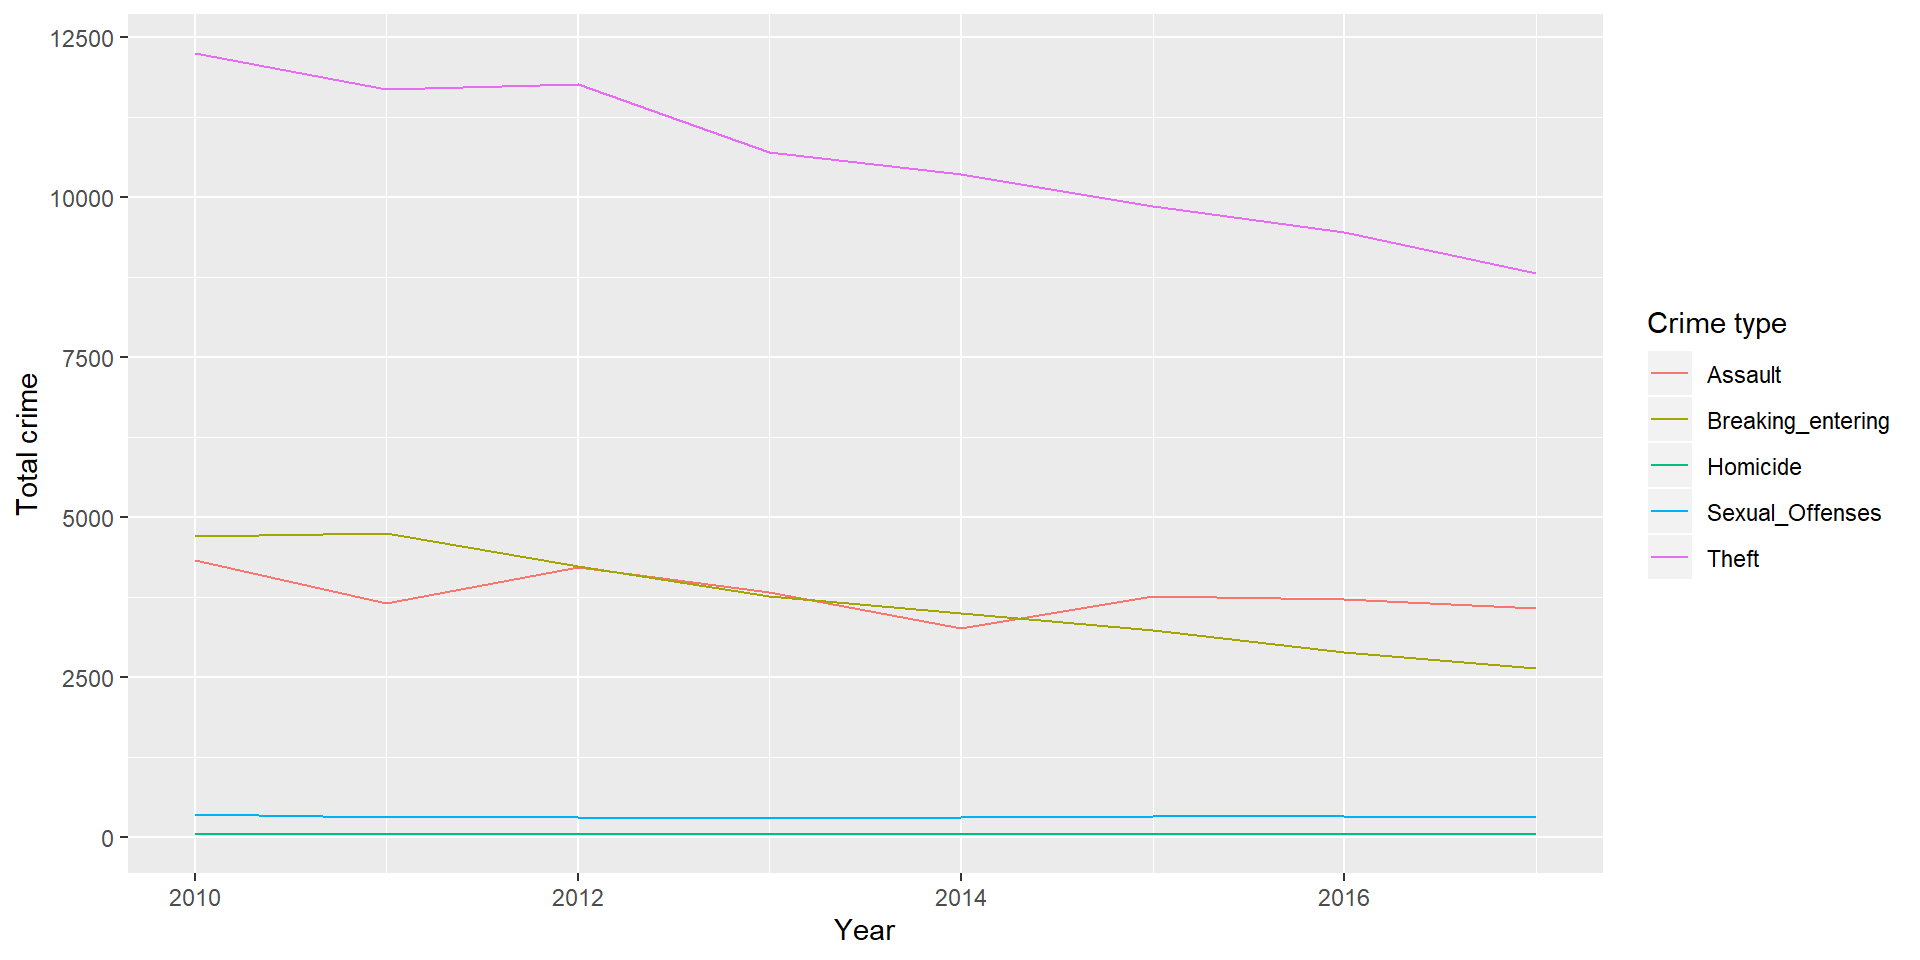 12500
10000
7500
5000
2500
0
Total crime
2010
2012
2014
2016
Year
Crime type
Assault
Breaking_entering
Homicide
Sexual_Offenses
Theft